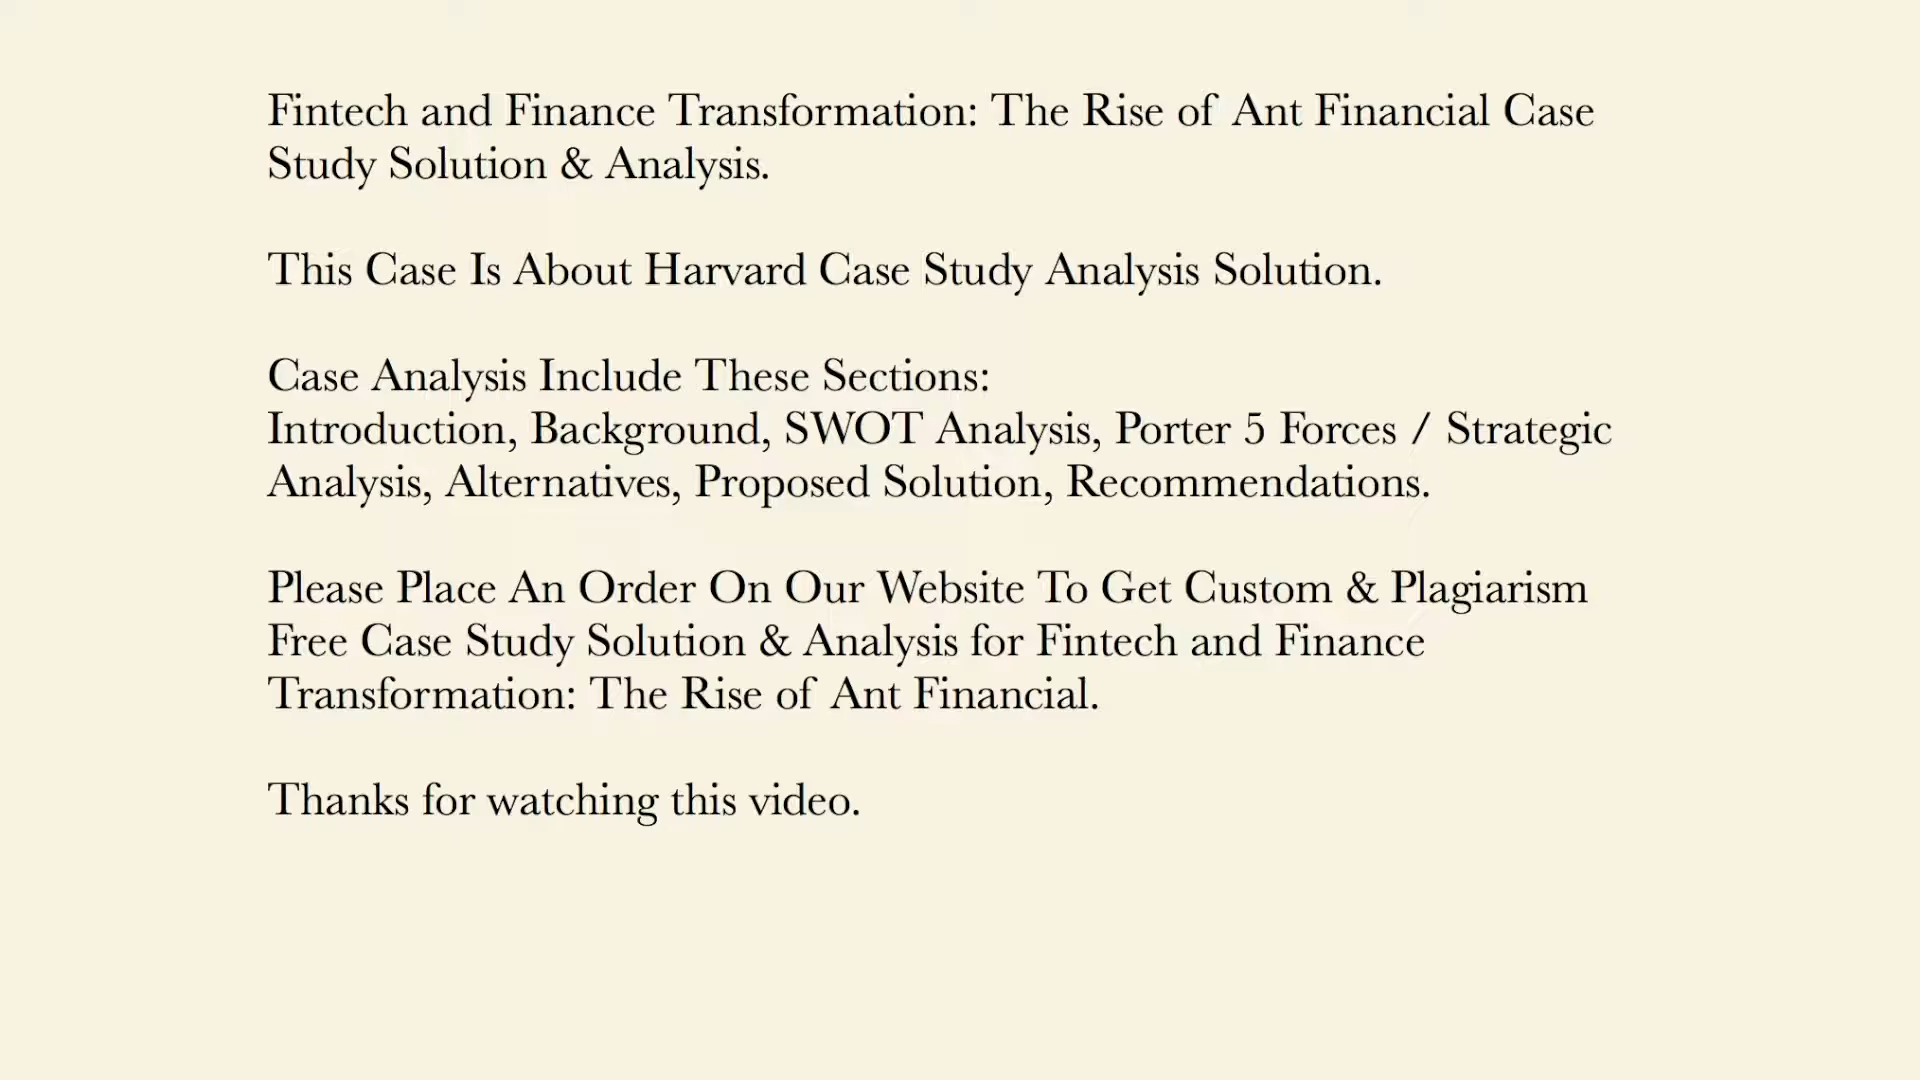 Fintech and Finance Transformation: The Rise of Ant Financial Case
Study Solution & Analysis.
This Case Is About Harvard Case Study Analysis Solution.
Case Analysis Include These Sections:
Introduction, Background, SWOT Analysis, Porter 5 Forces / Strategic
Analysis, Alternatives, Proposed Solution, Recommendations.
Please Place An Order On Our Website To Get Custom & Plagiarism
Free Case Study Solution & Analysis for Fintech and Finance
Transformation: The Rise of Ant Financial.
Thanks for watching this video.